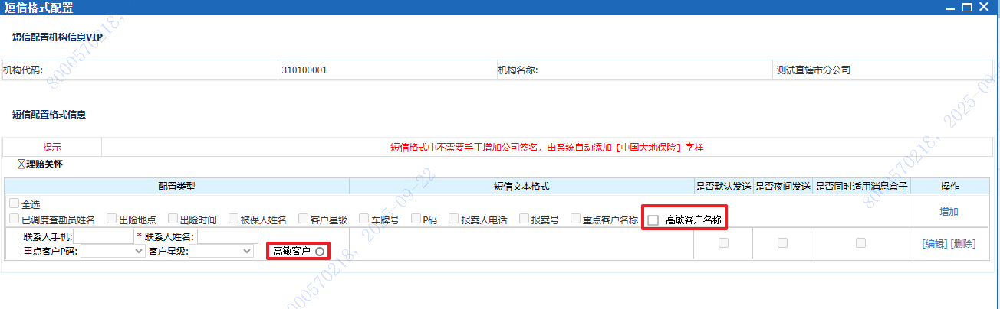 短信格式配置
短信配置机构信息VIP
机构代码: 310100001 机构名称: 测试直辖市分公司
短信配置格式信息
提示 短信格式中不需要手工增加公司签名，由系统自动添加【中国大地保险】字样
理赔关怀
配置类型 短信文本格式 是否默认发送 是否夜间发送 是否同时适用消息盒子 操作
全选
已调度查勘员姓名 出险地点 出险时间 被保人姓名 客户星级 车牌号 P码 报案人电话 报案号 重点客户名称 高敏客户名称 增加
联系人手机: * 联系人姓名:
重点客户P码: 客户星级: 高敏客户 [编辑] [删除]
8000570218，
2025-09-22
8000570218，2025-09-22
8000570218，2025-09-